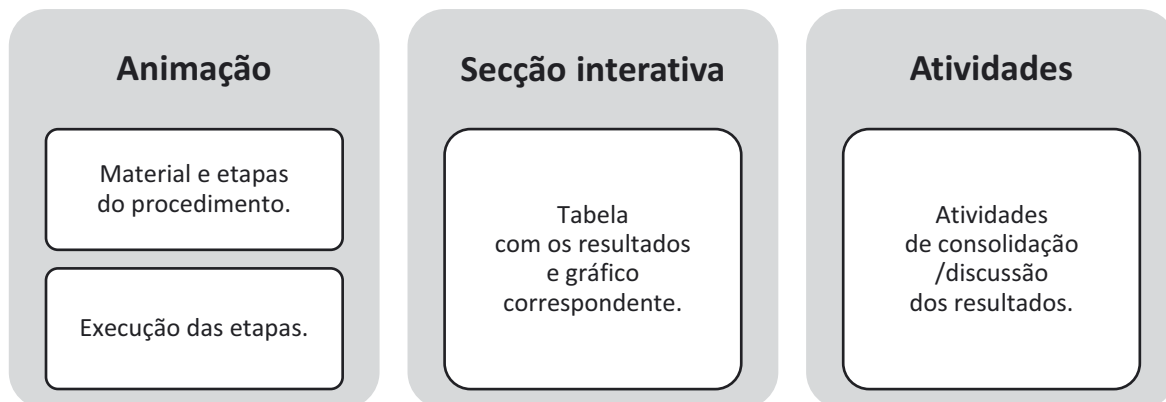 Animação
Material e etapas
do procedimento.
Execução das etapas.
Secção interativa
Tabela
com os resultados
e gráfico
correspondente.
Atividades
Atividades
de consolidação
/discussão
dos resultados.